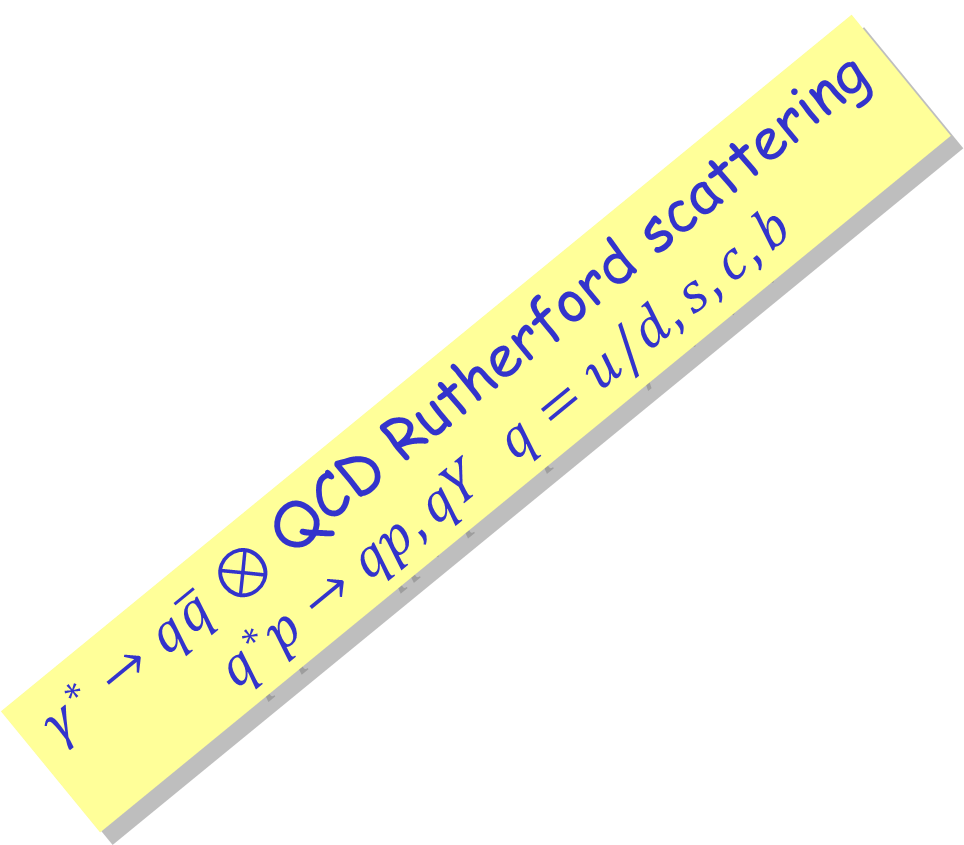 γ* → qq̄ ⊗ QCD Rutherford scattering
q*p → qp, qY q = u/d, s, c, b